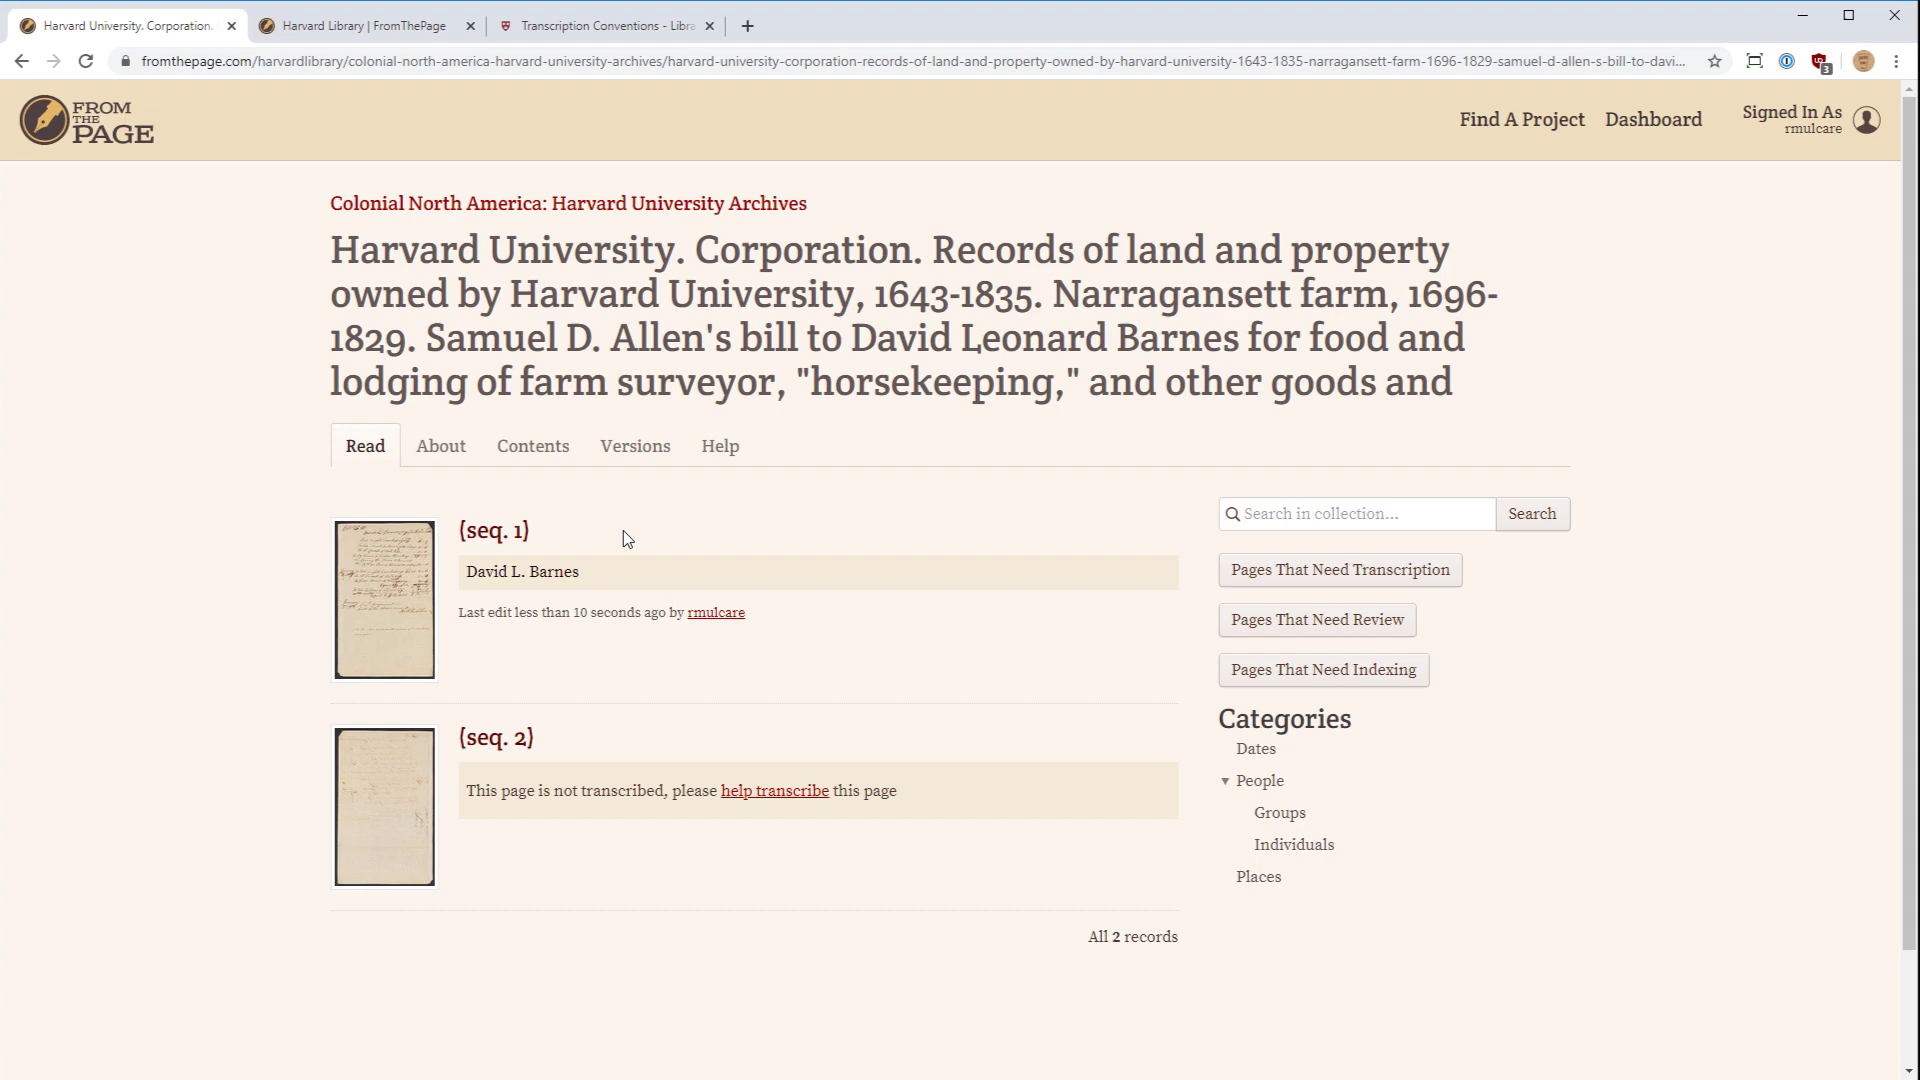 Harvard University. Corporation.
Harvard Library | FromThePage
Transcription Conventions - Libra
fromthepage.com/harvardlibrary/colonial-north-america-harvard-university-archives/harvard-university-corporation-records-of-land-and-property-owned-by-harvard-university-1643-1835-narragansett-farm-1696-1829-samuel-d-allen-s-bill-to-davi...
3
FROM THE PAGE
Find A Project
Dashboard
Signed In As
rmulcare
Colonial North America: Harvard University Archives
Harvard University. Corporation. Records of land and property
owned by Harvard University, 1643-1835. Narragansett farm, 1696-
1829. Samuel D. Allen's bill to David Leonard Barnes for food and
lodging of farm surveyor, "horsekeeping," and other goods and
Read
About
Contents
Versions
Help
(seq. 1)
David L. Barnes
Last edit less than 10 seconds ago by rmulcare
(seq. 2)
This page is not transcribed, please help transcribe this page
All 2 records
Search in collection...
Search
Pages That Need Transcription
Pages That Need Review
Pages That Need Indexing
Categories
Dates
People
Groups
Individuals
Places